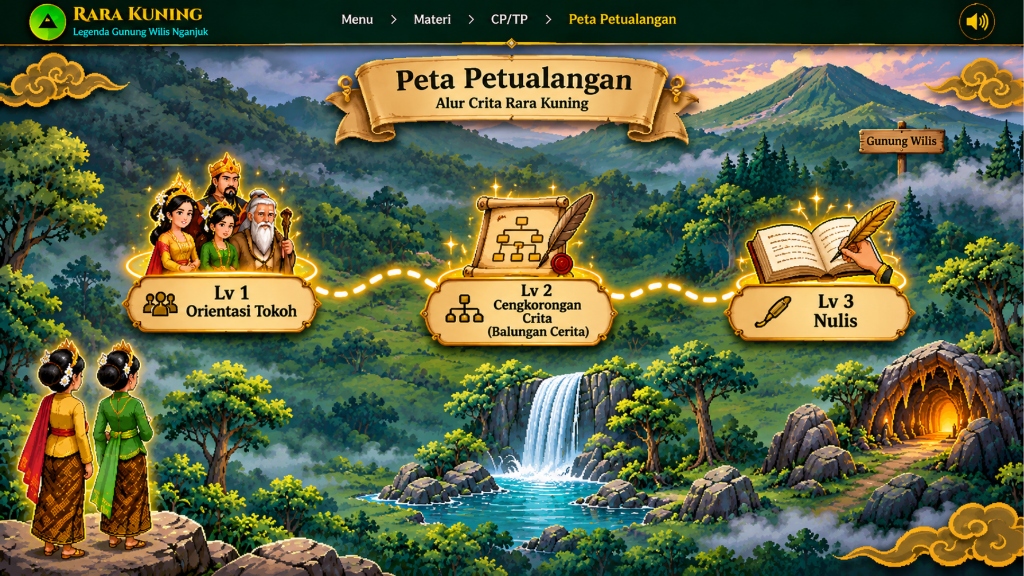 RARA KUNING
Legenda Gunung Wilis Nganjuk
Menu > Materi > CP/TP > Peta Petualangan
Peta Petualangan
Alur Crita Rara Kuning
Gunung Wilis
Lv 1
Orientasi Tokoh
Lv 2
Cengkorongan
Crita
(Balungan Cerita)
Lv 3
Nulis